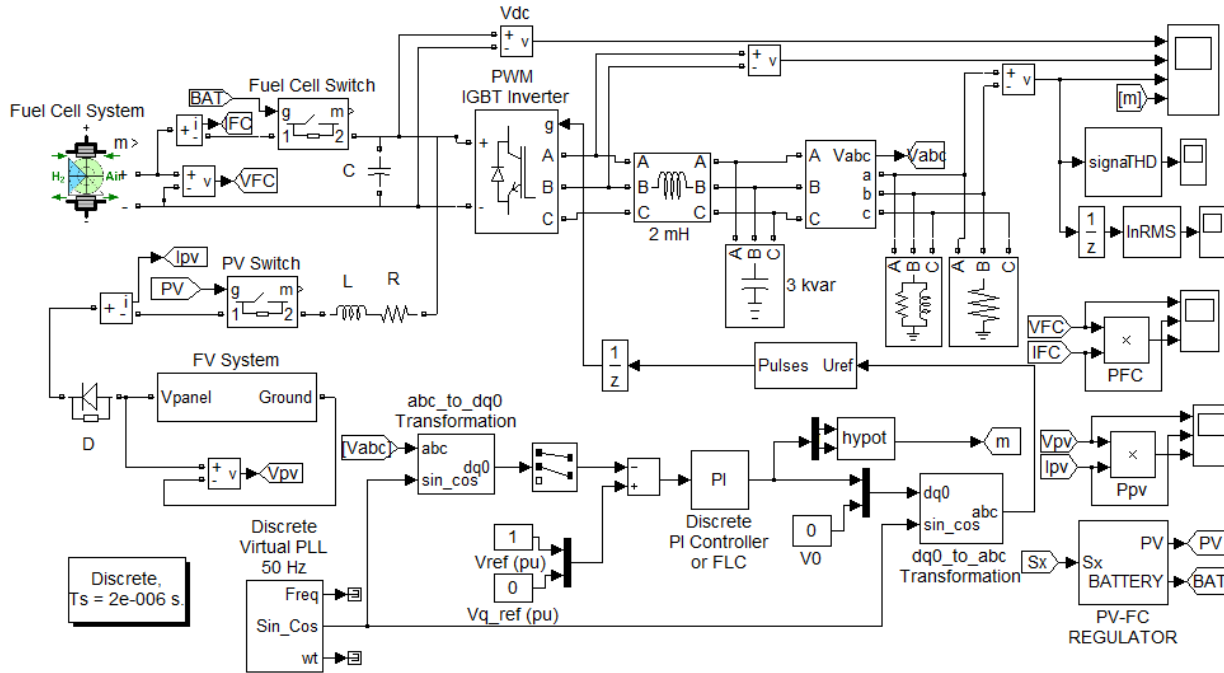 Vdc
+
-
v
+
-
v
PWM
IGBT Inverter
+
-
v
Fuel Cell Switch
BAT
g
m
1
2
[m]
Fuel Cell System
+
m >
+
i
-
IFC
H2
Air
+
-
-
+
-
v
VFC
C
g
+
A
B
-
C
A
A
B
B
C
C
2 mH
A
Vabc
a
B
b
C
c
Vabc
signalTHD
1
z
InRMS
A
B
C
3 kvar
A
B
C
A
B
C
Ipv
PV Switch
PV
g
m
1
2
L
R
+
i
-
VFC
IFC
×
PFC
FV System
Vpanel
Ground
D
+
-
v
Vpv
1
z
Pulses
Uref
abc_to_dq0
Transformation
[Vabc]
abc
dq0
sin_cos
-
+
PI
Discrete
PI Controller
or FLC
hypot
m
0
V0
dq0
abc
sin_cos
dq0_to_abc
Transformation
Vpv
Ipv
×
Ppv
1
Vref (pu)
0
Vq_ref (pu)
Discrete
Virtual PLL
50 Hz
Freq
Sin_Cos
wt
Discrete,
Ts = 2e-006 s.
Sx
Sx
PV
BATTERY
PV
BAT
PV-FC
REGULATOR